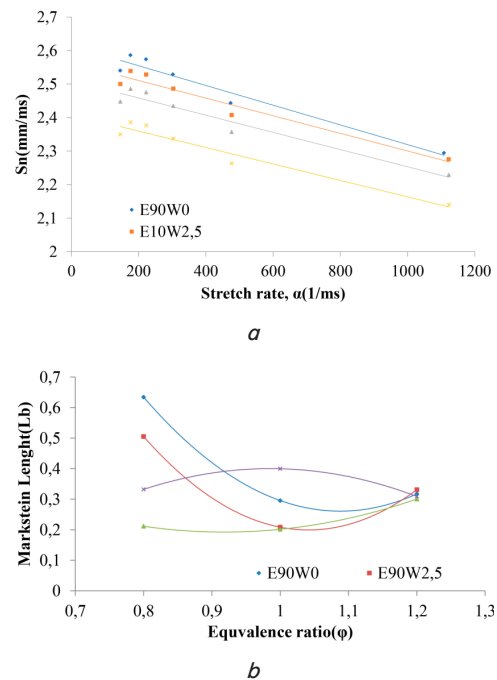 2,7
2,6
2,5
2,4
2,3
2,2
2,1
2
Sn(mm/ms)
E90W0
E10W2,5
0 200 400 600 800 1000 1200
Stretch rate, α(1/ms)
a
0,7
0,6
0,5
0,4
0,3
0,2
0,1
0
Markstein Lenght(Lb)
E90W0 E90W2,5
0,7 0,8 0,9 1 1,1 1,2 1,3
Equvalence ratio(φ)
b